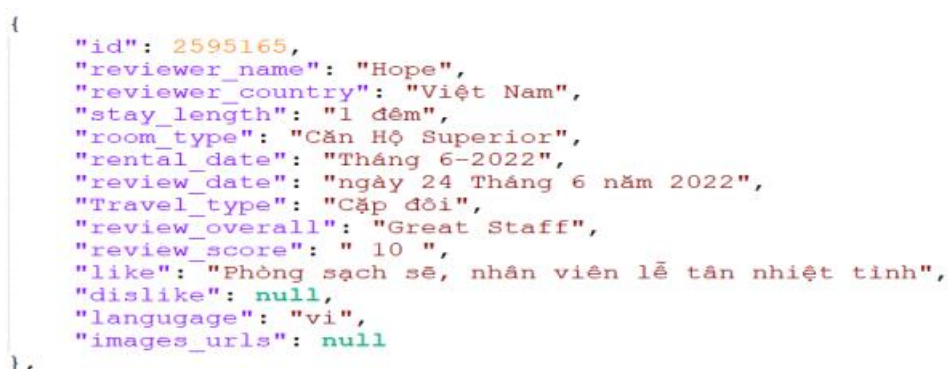 {
"id": 2595165,
"reviewer_name": "Hope",
"reviewer_country": "Việt Nam",
"stay_length": "1 đêm",
"room_type": "Căn Hộ Superior",
"rental_date": "Tháng 6-2022",
"review_date": "ngày 24 Tháng 6 năm 2022",
"Travel_type": "Cặp đôi",
"review_overall": "Great Staff",
"review_score": " 10 ",
"like": "Phòng sạch sẽ, nhân viên lễ tân nhiệt tình",
"dislike": null,
"langugage": "vi",
"images_urls": null
},